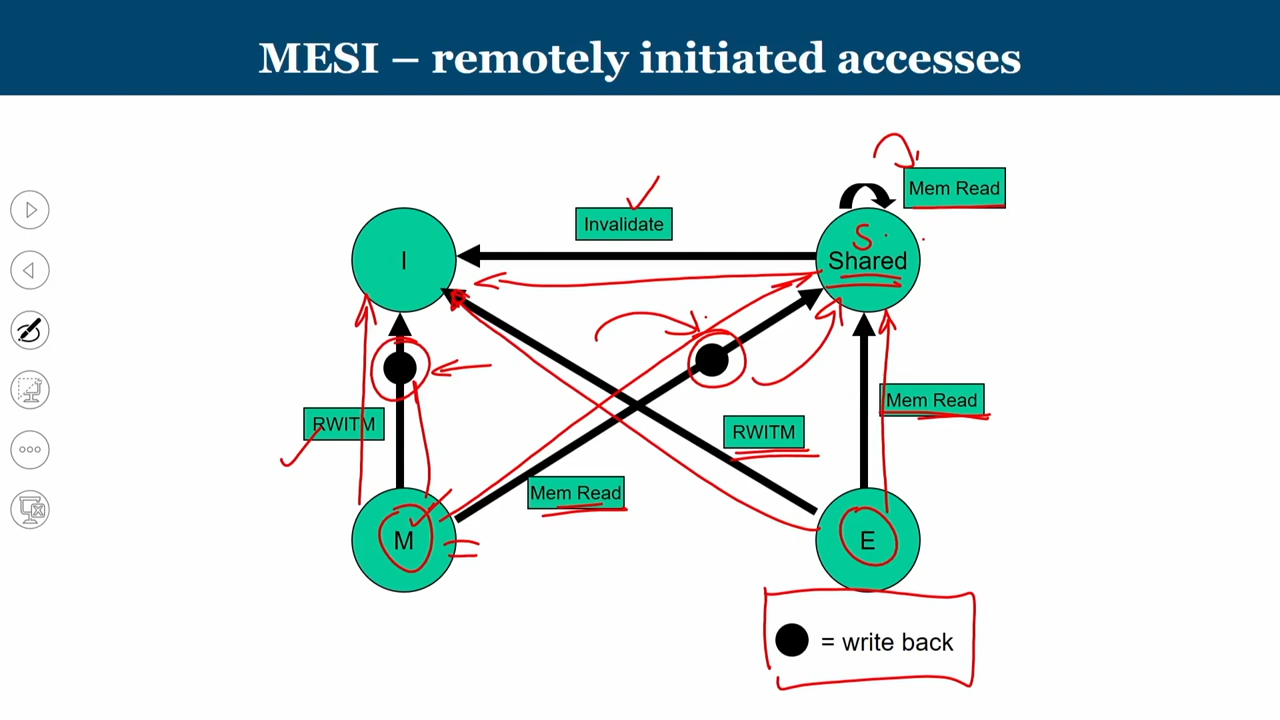 MESI – remotely initiated accesses
Mem Read
Invalidate
S
I
Shared
Mem Read
RWITM
RWITM
Mem Read
M
E
= write back